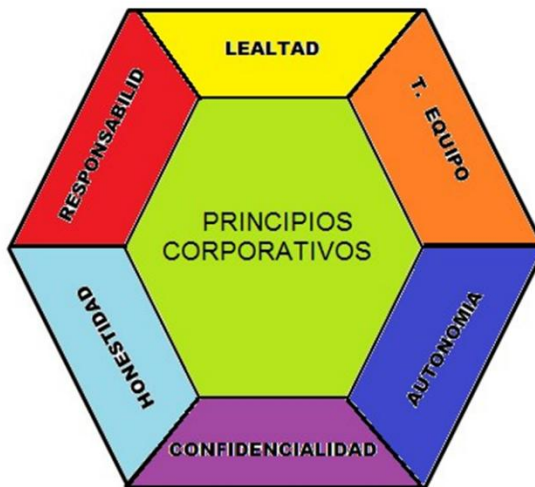 LEALTAD
T. EQUIPO
AUTONOMIA
CONFIDENCIALIDAD
HONESTIDAD
RESPONSABILID
PRINCIPIOS
CORPORATIVOS